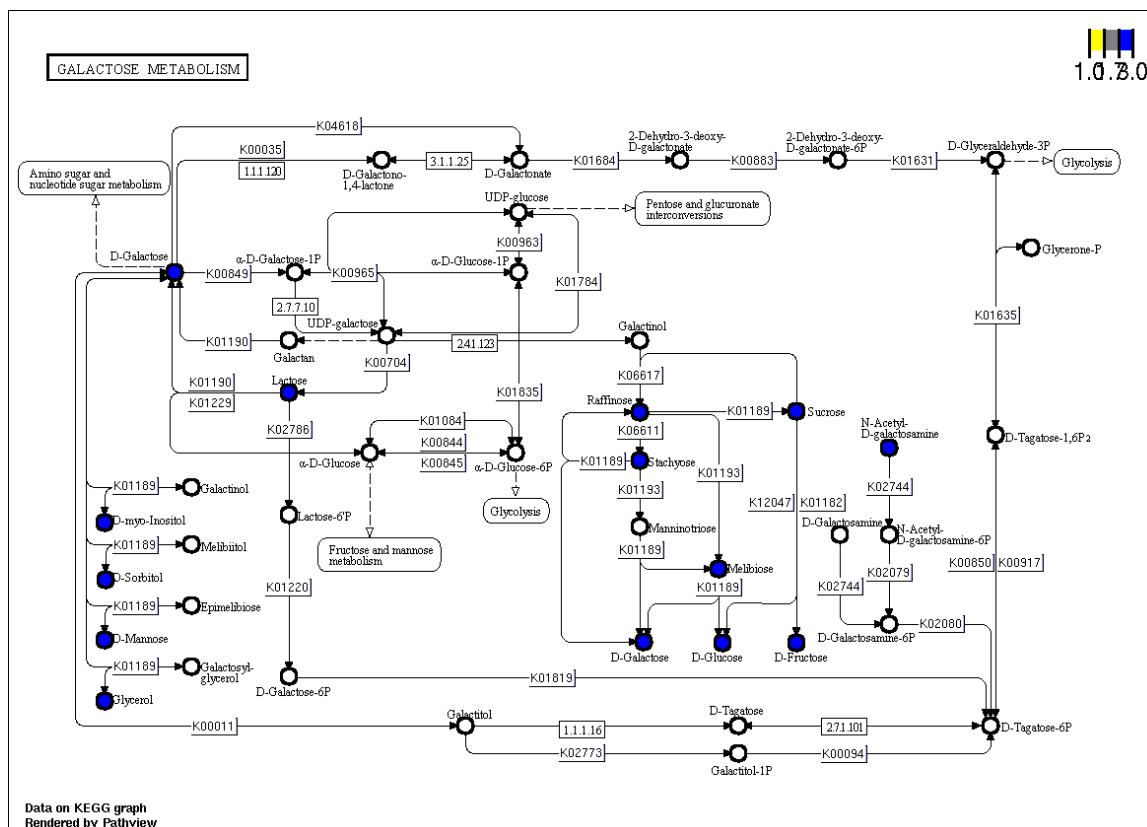 GALACTOSE METABOLISM
K04618
K00035
1.1.1.120
3.1.1.25
D-Galactono-
1,4-lactone
D-Galactonate
K01684
2-Dehydro-3-deoxy-
D-galactonate
K00883
2-Dehydro-3-deoxy-
D-galactonate-6P
K01631
D-Glyceraldehyde-3P
Glycolysis
Amino sugar and
nucleotide sugar metabolism
UDP-glucose
Pentose and glucuronate
interconversions
K00963
D-Galactose
K00849
α-D-Galactose-1P
K00965
α-D-Glucose-1P
K01784
Glycerone-P
2.7.7.10
UDP-galactose
K01190
Galactan
2.4.1.123
Galactinol
K01635
K00704
K01190
K01229
Lactose
K01835
K06617
Raffinose
K01189
Sucrose
K02786
K01084
K00844
K00845
α-D-Glucose
α-D-Glucose-6P
K06611
K01189
Stachyose
K01193
K01193
N-Acetyl-
D-galactosamine
D-Tagatose-1,6P2
K01189
Galactinol
D-myo-Inositol
Lactose-6'P
Glycolysis
K12047
K01182
K02744
Manninotriose
D-Galactosamine
N-Acetyl-
D-galactosamine-6P
K01189
Melibiitol
D-Sorbitol
Fructose and mannose
metabolism
K01189
Melibiose
K01189
K02744
K02079
K00850
K00917
K01220
K01189
Epimelibiose
D-Mannose
D-Galactosamine-6P
K02080
D-Galactose
D-Glucose
D-Fructose
K01189
Galactosyl-
glycerol
Glycerol
D-Galactose-6P
K01819
K00011
Galactitol
1.1.1.16
D-Tagatose
2.7.1.101
D-Tagatose-6P
K02773
Galactitol-1P
K00094
Data on KEGG graph
Rendered by Pathview